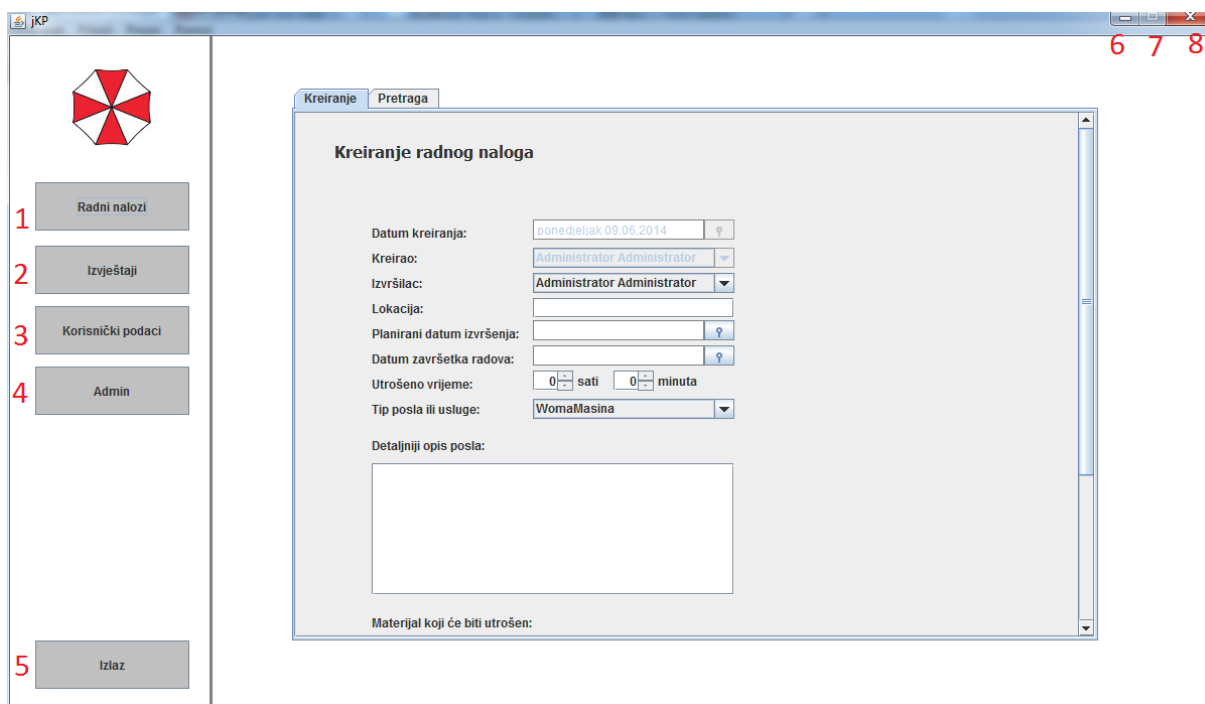 jKP
6 7 8
Kreiranje Pretraga
Kreiranje radnog naloga
1 Radni nalozi
2 Izvještaji
3 Korisnički podaci
4 Admin
5 Izlaz
Datum kreiranja: ponedjeljak 09.06.2014
Kreirao: Administrator Administrator
Izvršilac: Administrator Administrator
Lokacija:
Planirani datum izvršenja:
Datum završetka radova:
Utrošeno vrijeme: 0 sati 0 minuta
Tip posla ili usluge: WomaMasina
Detaljniji opis posla:
Materijal koji će biti utrošen: